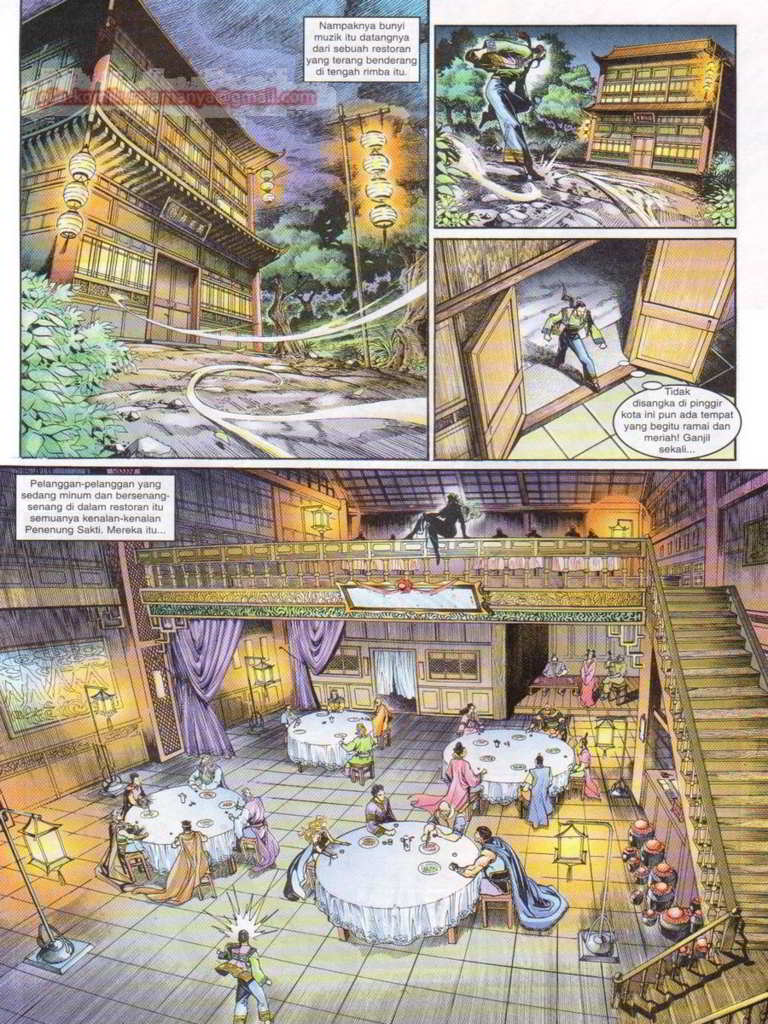 Nampaknya bunyi
muzik itu datangnya
dari sebuah restoran
yang terang benderang
di tengah rimba itu.
Tidak
disangka di pinggir
kota ini pun ada tempat
yang begitu ramai dan
meriah! Ganjil
sekali...
Pelanggan-pelanggan yang
sedang minum dan bersenang-
senang di dalam restoran itu
semuanya kenalan-kenalan
Penenung Sakti. Mereka itu...